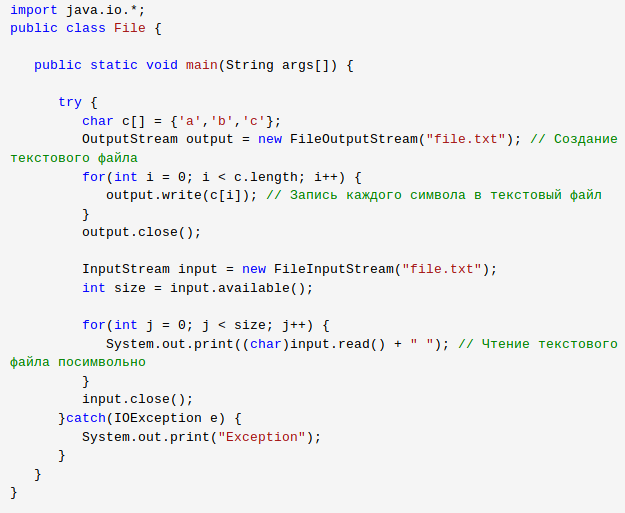 import java.io.*;
public class File {

   public static void main(String args[]) {

      try {
         char c[] = {'a','b','c'};
         OutputStream output = new FileOutputStream("file.txt"); // Создание
текстового файла
         for(int i = 0; i < c.length; i++) {
            output.write(c[i]); // Запись каждого символа в текстовый файл
         }
         output.close();

         InputStream input = new FileInputStream("file.txt");
         int size = input.available();

         for(int j = 0; j < size; j++) {
            System.out.print((char)input.read() + " "); // Чтение текстового
файла посимвольно
         }
         input.close();
      }catch(IOException e) {
         System.out.print("Exception");
      }
   }
}